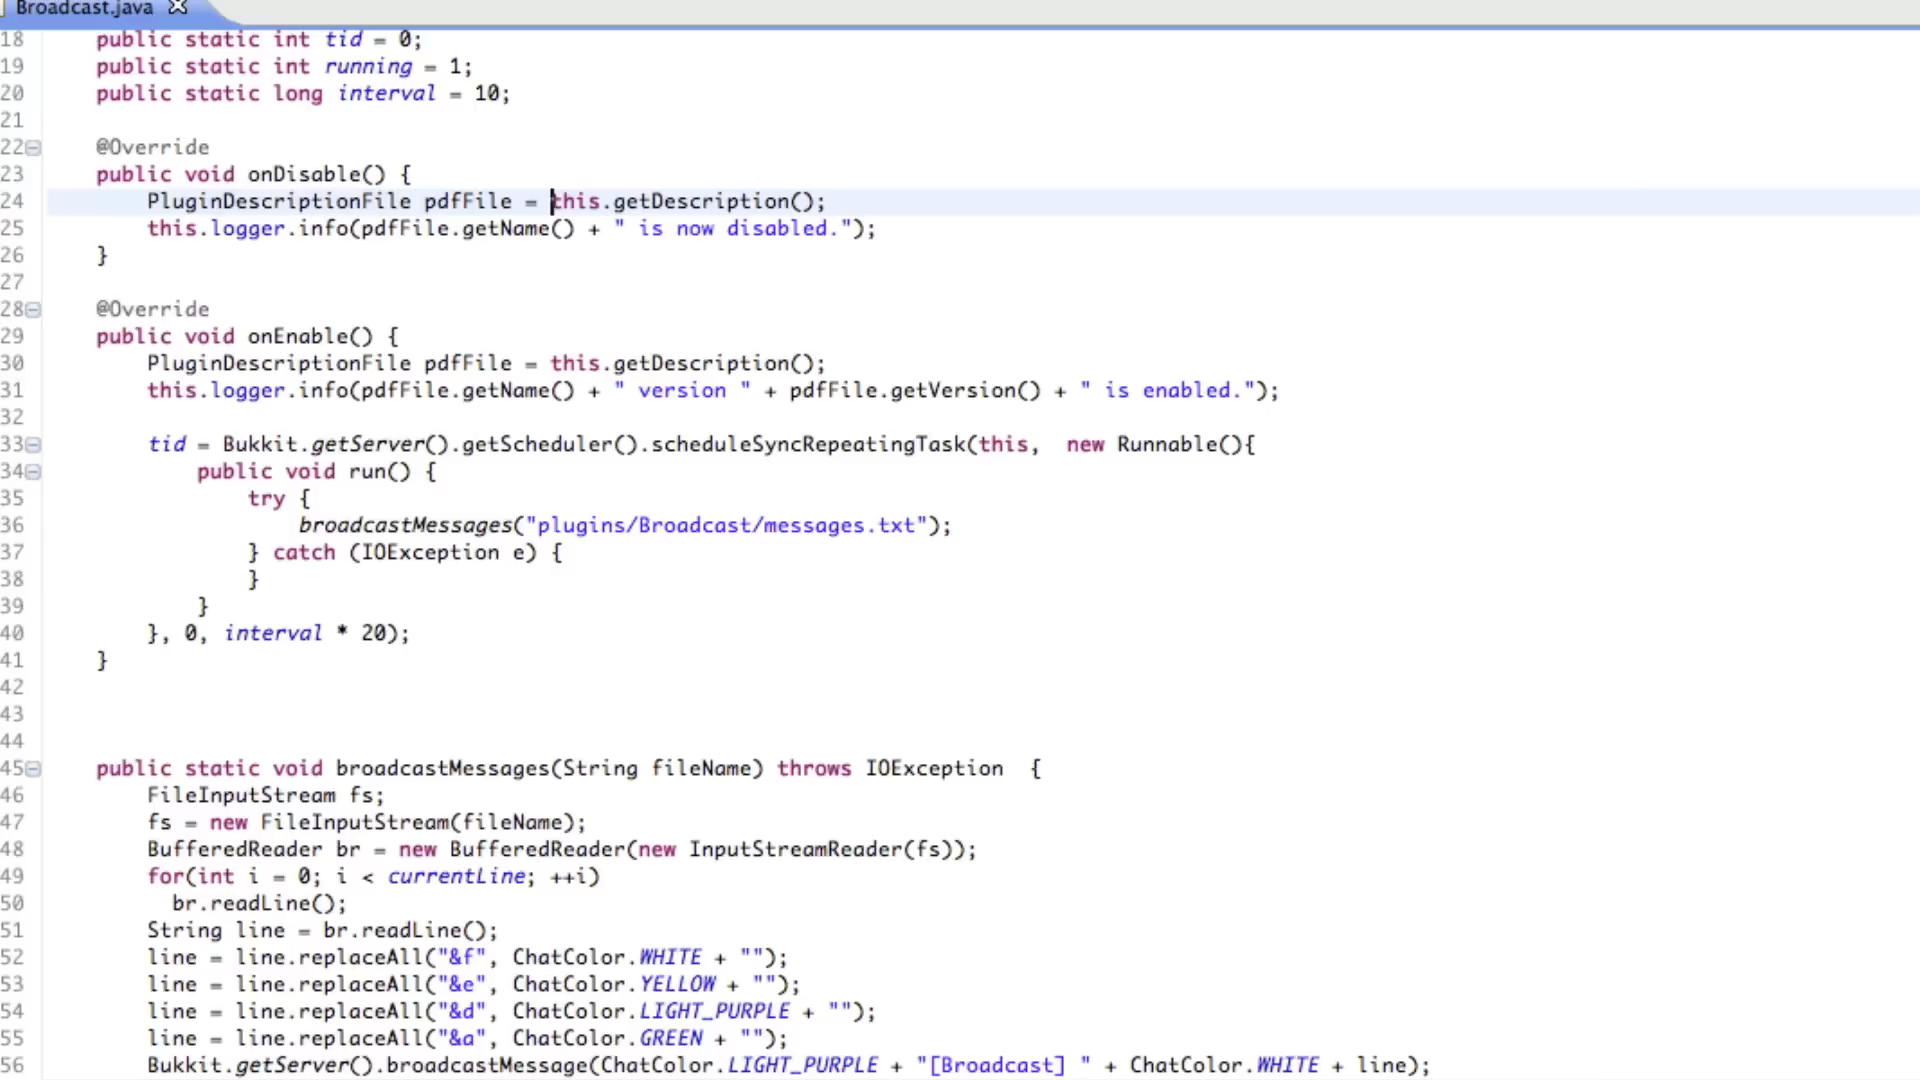 Broadcast.java
18 public static int tid = 0;
19 public static int running = 1;
20 public static long interval = 10;
21
22 @Override
23 public void onDisable() {
24 PluginDescriptionFile pdfFile = this.getDescription();
25 this.logger.info(pdfFile.getName() + " is now disabled.");
26 }
27
28 @Override
29 public void onEnable() {
30 PluginDescriptionFile pdfFile = this.getDescription();
31 this.logger.info(pdfFile.getName() + " version " + pdfFile.getVersion() + " is enabled.");
32
33 tid = Bukkit.getServer().getScheduler().scheduleSyncRepeatingTask(this,  new Runnable(){
34 public void run() {
35 try {
36 broadcastMessages("plugins/Broadcast/messages.txt");
37 } catch (IOException e) {
38 }
39 }
40 }, 0, interval * 20);
41 }
42
43
44
45 public static void broadcastMessages(String fileName) throws IOException  {
46 FileInputStream fs;
47 fs = new FileInputStream(fileName);
48 BufferedReader br = new BufferedReader(new InputStreamReader(fs));
49 for(int i = 0; i < currentLine; ++i)
50 br.readLine();
51 String line = br.readLine();
52 line = line.replaceAll("&f", ChatColor.WHITE + "");
53 line = line.replaceAll("&e", ChatColor.YELLOW + "");
54 line = line.replaceAll("&d", ChatColor.LIGHT_PURPLE + "");
55 line = line.replaceAll("&a", ChatColor.GREEN + "");
56 Bukkit.getServer().broadcastMessage(ChatColor.LIGHT_PURPLE + "[Broadcast] " + ChatColor.WHITE + line);